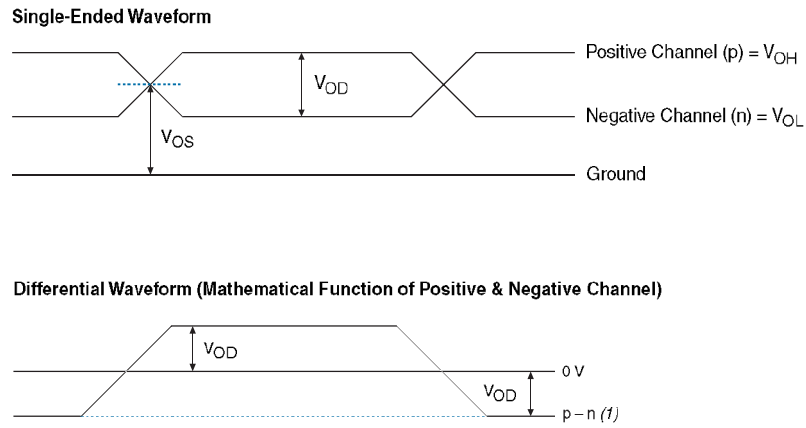 Single-Ended Waveform
Positive Channel (p) = VOH
VOD
Negative Channel (n) = VOL
VOS
Ground
Differential Waveform (Mathematical Function of Positive & Negative Channel)
VOD
0 V
VOD
p – n (1)